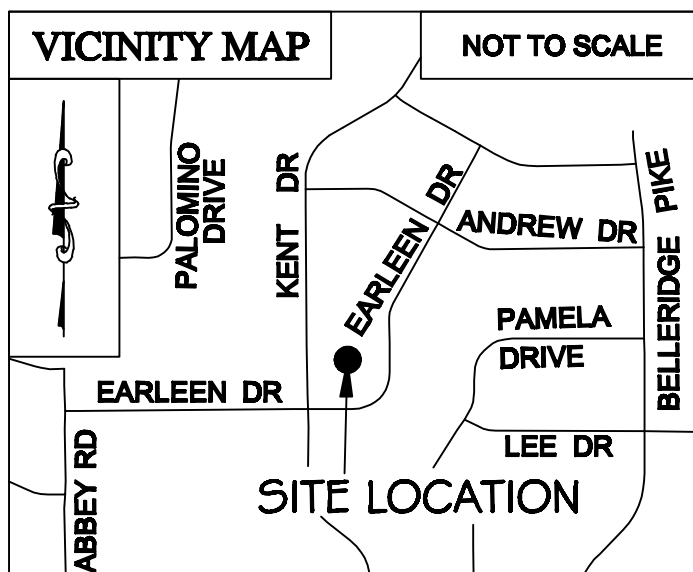 VICINITY MAP
NOT TO SCALE
PALOMINO
DRIVE
KENT DR
EARLEEN DR
ANDREW DR
BELLERIDGE PIKE
PAMELA
DRIVE
EARLEEN DR
LEE DR
ABBEY RD
SITE LOCATION